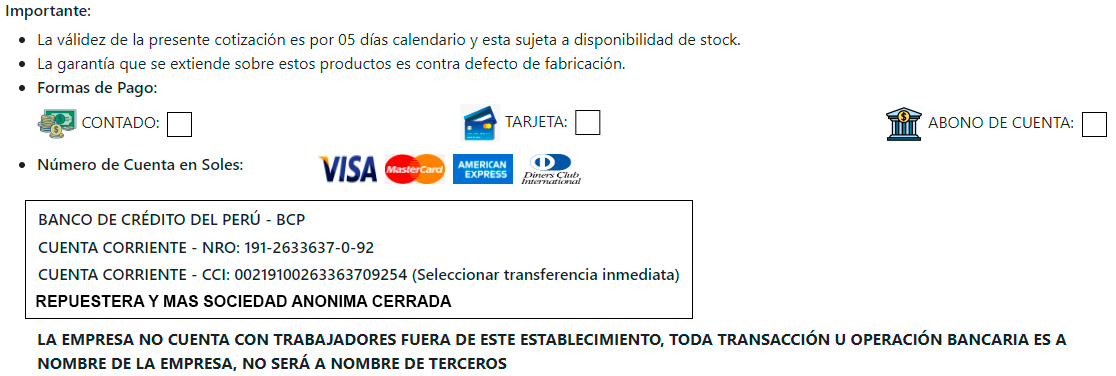 Importante:
La válidez de la presente cotización es por 05 días calendario y esta sujeta a disponibilidad de stock.
La garantía que se extiende sobre estos productos es contra defecto de fabricación.
Formas de Pago:
CONTADO: TARJETA: ABONO DE CUENTA:
Número de Cuenta en Soles: VISA MasterCard AMERICAN EXPRESS Diners Club International
BANCO DE CRÉDITO DEL PERÚ - BCP
CUENTA CORRIENTE - NRO: 191-2633637-0-92
CUENTA CORRIENTE - CCI: 00219100263363709254 (Seleccionar transferencia inmediata)
REPUESTERA Y MAS SOCIEDAD ANONIMA CERRADA
LA EMPRESA NO CUENTA CON TRABAJADORES FUERA DE ESTE ESTABLECIMIENTO, TODA TRANSACCIÓN U OPERACIÓN BANCARIA ES A
NOMBRE DE LA EMPRESA, NO SERÁ A NOMBRE DE TERCEROS